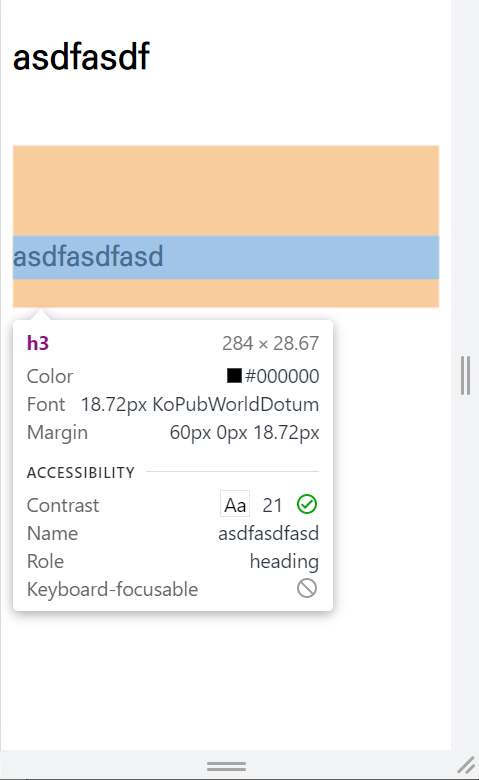 asdfasdf
asdfasdfasd
h3 284 × 28.67
Color #000000
Font 18.72px KoPubWorldDotum
Margin 60px 0px 18.72px
ACCESSIBILITY
Contrast Aa 21
Name asdfasdfasd
Role heading
Keyboard-focusable